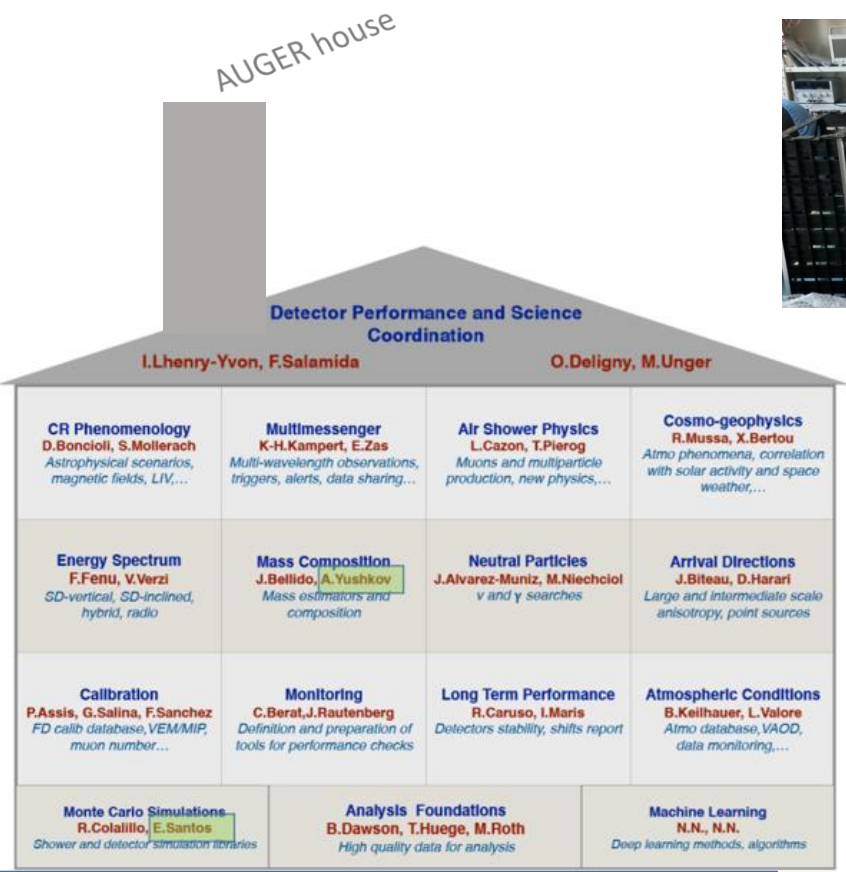 AUGER house
Detector Performance and Science
Coordination
I.Lhenry-Yvon, F.Salamida
O.Deligny, M.Unger
CR Phenomenology
D.Boncioli, S.Mollerach
Astrophysical scenarios,
magnetic fields, LIV,...
Multimessenger
K-H.Kampert, E.Zas
Multi-wavelength observations,
triggers, alerts, data sharing...
Air Shower Physics
L.Cazon, T.Pierog
Muons and multiparticle
production, new physics,...
Cosmo-geophysics
R.Mussa, X.Bertou
Atmo phenomena, correlation
with solar activity and space
weather,...
Energy Spectrum
F.Fenu, V.Verzi
SD-vertical, SD-inclined,
hybrid, radio
Mass Composition
J.Bellido, A.Yushkov
Mass estimators and
composition
Neutral Particles
J.Alvarez-Muniz, M.Niechciol
ν and γ searches
Arrival Directions
J.Biteau, D.Harari
Large and intermediate scale
anisotropy, point sources
Calibration
P.Assis, G.Salina, F.Sanchez
FD calib database,VEM/MIP,
muon number...
Monitoring
C.Berat,J.Rautenberg
Definition and preparation of
tools for performance checks
Long Term Performance
R.Caruso, I.Maris
Detectors stability, shifts report
Atmospheric Conditions
B.Keilhauer, L.Valore
Atmo database,VAOD,
data monitoring,...
Monte Carlo Simulations
R.Colalillo, E.Santos
Shower and detector simulation libraries
Analysis Foundations
B.Dawson, T.Huege, M.Roth
High quality data for analysis
Machine Learning
N.N., N.N.
Deep learning methods, algorithms